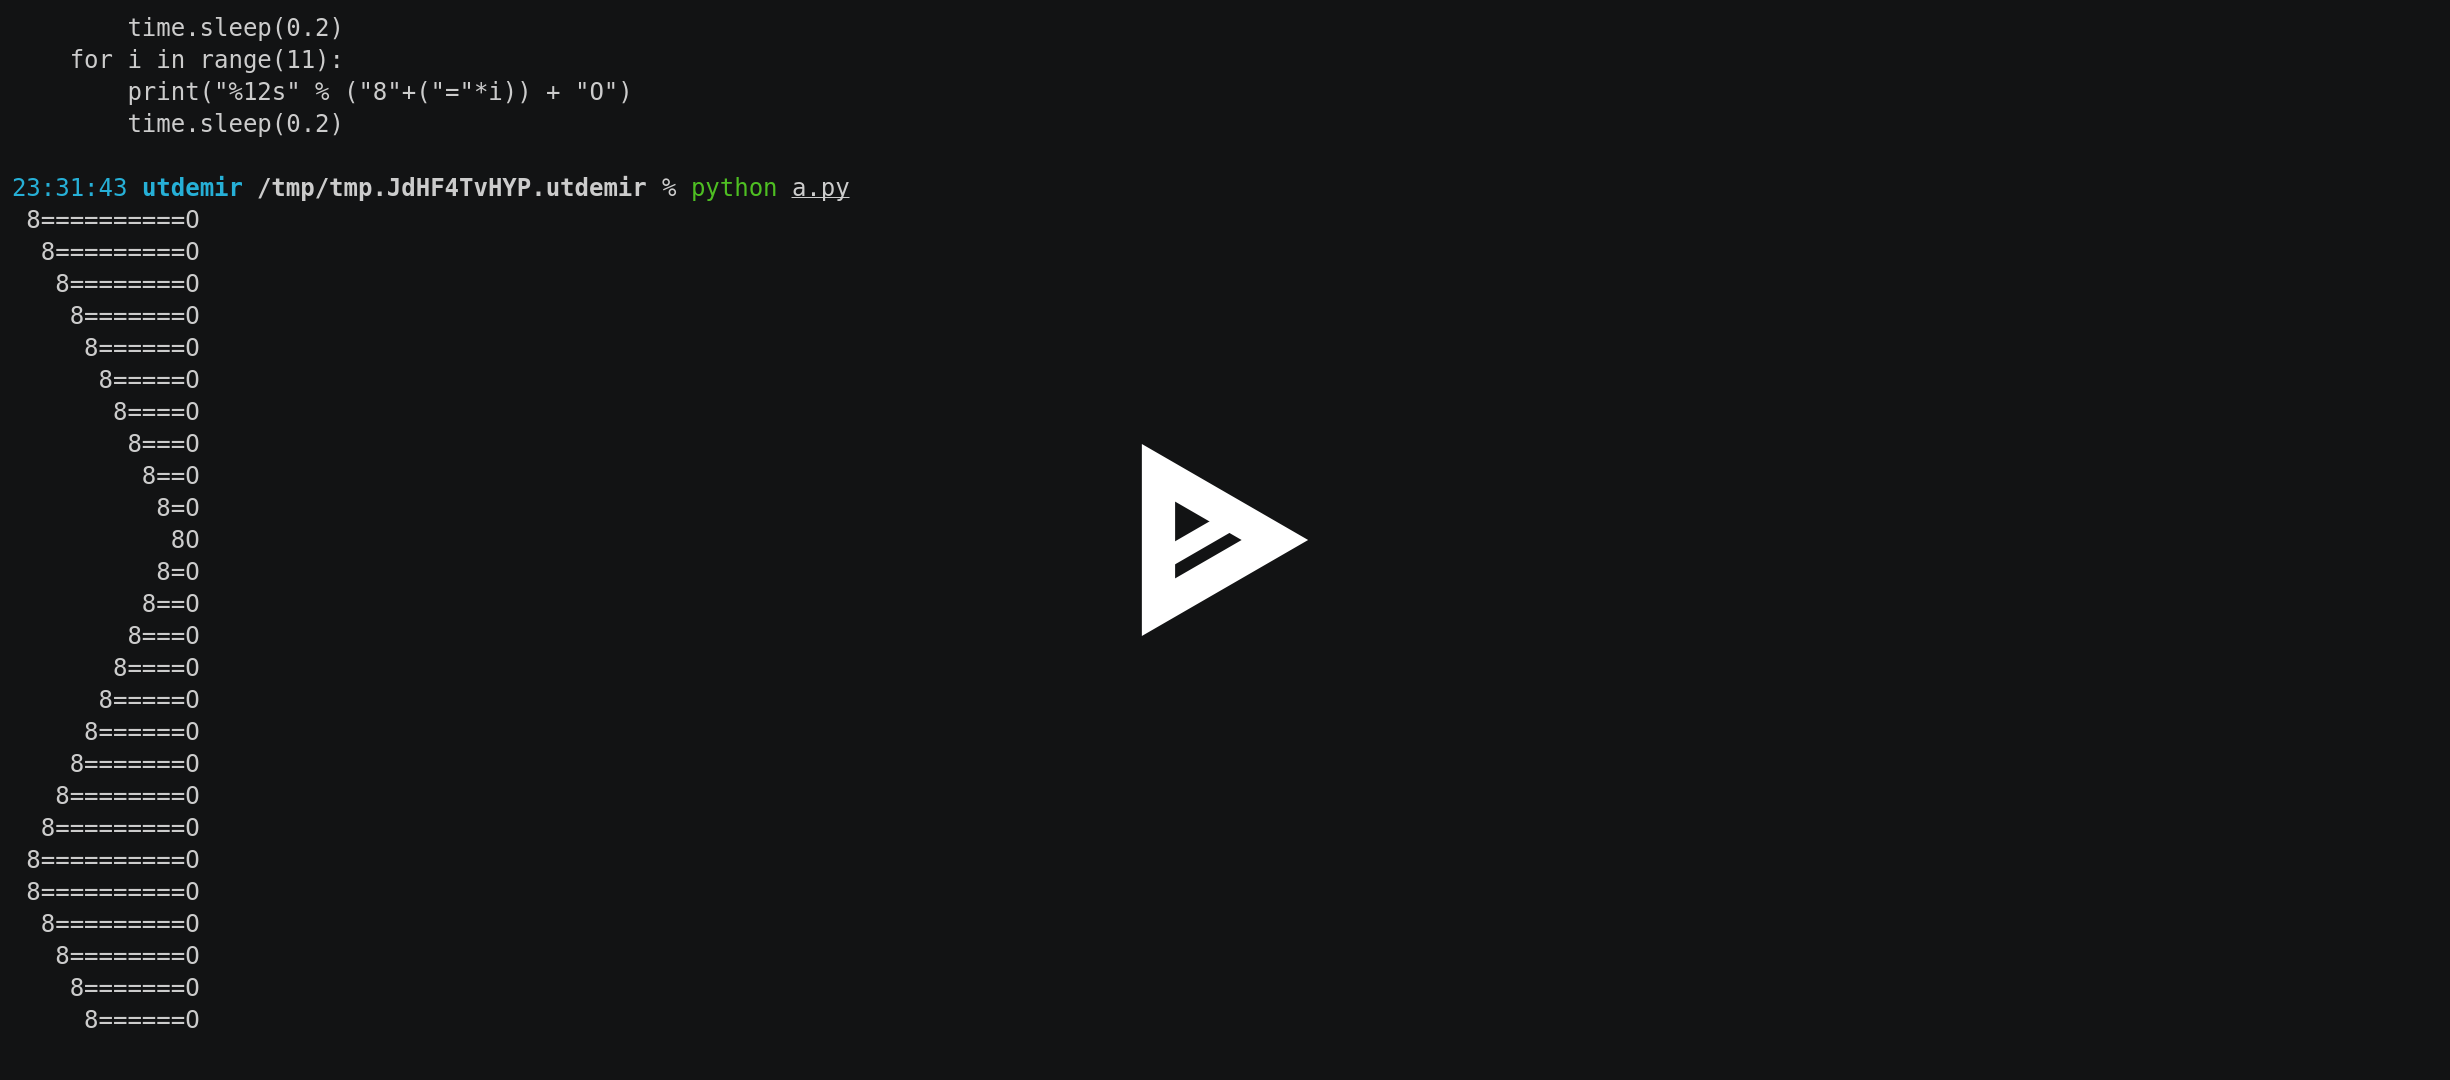 time.sleep(0.2)
    for i in range(11):
        print("%12s" % ("8"+("="*i)) + "O")
        time.sleep(0.2)

23:31:43 utdemir /tmp/tmp.JdHF4TvHYP.utdemir % python a.py
 8==========O
  8=========O
   8========O
    8=======O
     8======O
      8=====O
       8====O
        8===O
         8==O
          8=O
           8O
          8=O
         8==O
        8===O
       8====O
      8=====O
     8======O
    8=======O
   8========O
  8=========O
 8==========O
 8==========O
  8=========O
   8========O
    8=======O
     8======O